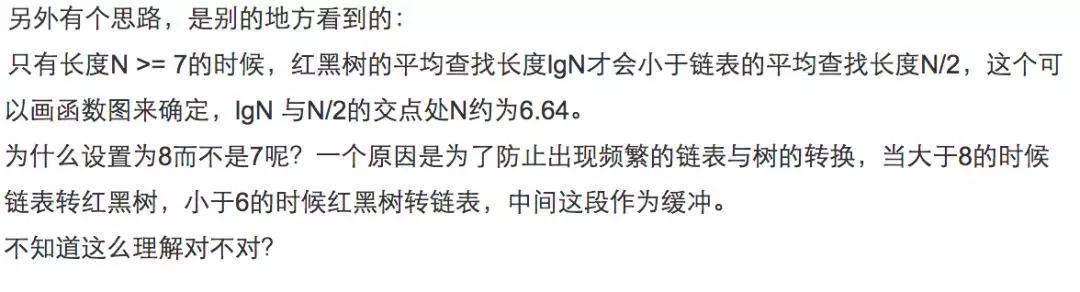 另外有个思路，是别的地方看到的：
只有长度N >= 7的时候，红黑树的平均查找长度lgN才会小于链表的平均查找长度N/2，这个可
以画函数图来确定，lgN 与N/2的交点处N约为6.64。
为什么设置为8而不是7呢？一个原因是为了防止出现频繁的链表与树的转换，当大于8的时候
链表转红黑树，小于6的时候红黑树转链表，中间这段作为缓冲。
不知道这么理解对不对？